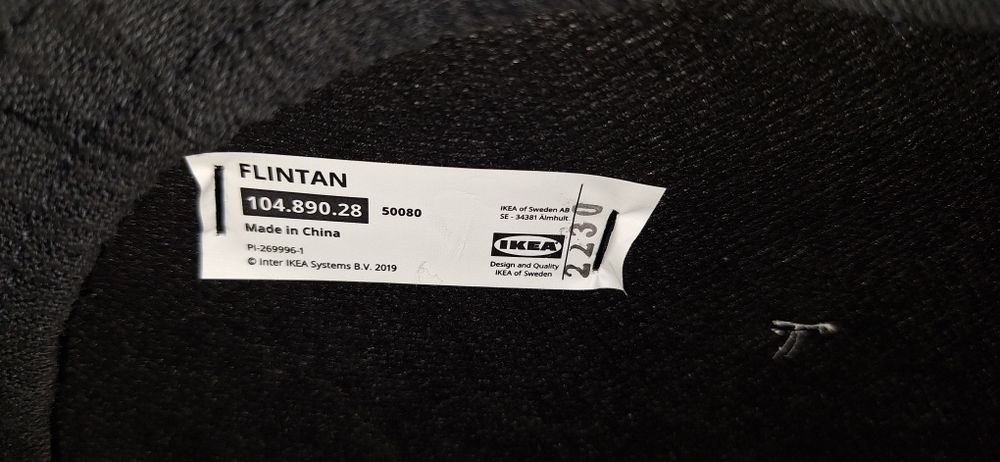 FLINTAN
104.890.28 50080
Made in China
PI-269996-1
© Inter IKEA Systems B.V. 2019
IKEA of Sweden AB
SE - 34381 Älmhult
IKEA
Design and Quality
IKEA of Sweden
2230